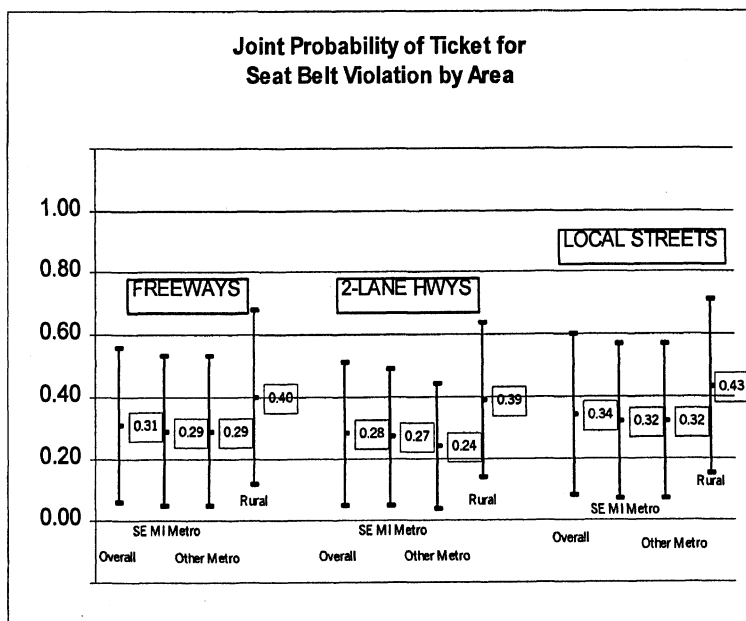 Joint Probability of Ticket for
Seat Belt Violation by Area
1.00
0.80
0.60
0.40
0.20
0.00
FREEWAYS
0.31
0.29
0.29
0.40
Overall
SE MI Metro
Other Metro
Rural
2-LANE HWYS
0.28
0.27
0.24
0.39
Overall
SE MI Metro
Other Metro
Rural
LOCAL STREETS
0.34
0.32
0.32
0.43
Overall
SE MI Metro
Other Metro
Rural